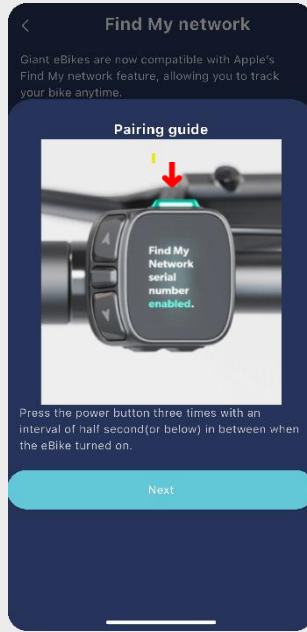 Find My network
Giant eBikes are now compatible with Apple's
Find My network feature, allowing you to track
your bike anytime.
Pairing guide
Find My
Network
serial
number
enabled.
Press the power button three times with an
interval of half second(or below) in between when
the eBike turned on.
Next